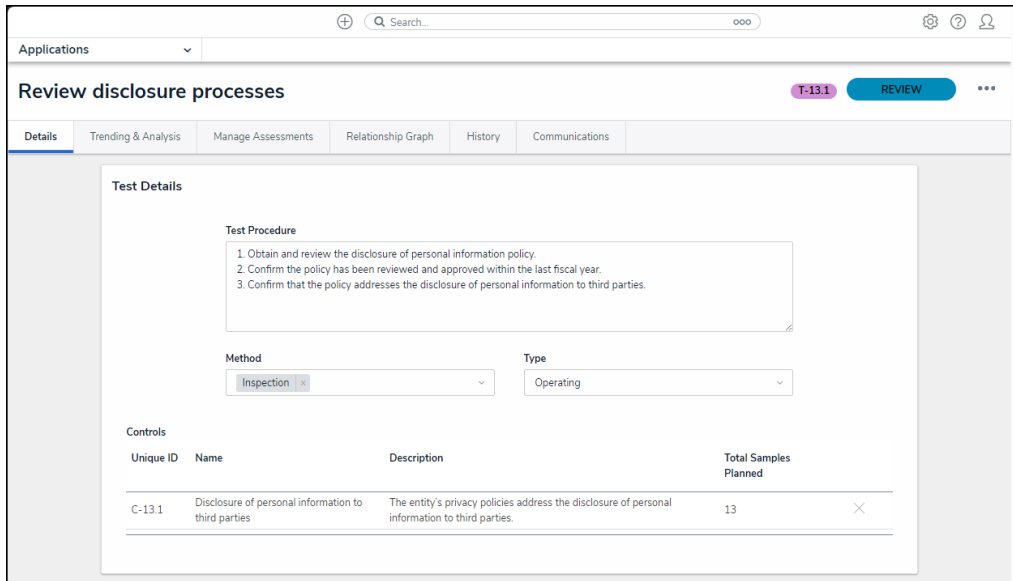 Search...
Applications
Review disclosure processes
T-13.1
REVIEW
Details
Trending & Analysis
Manage Assessments
Relationship Graph
History
Communications
Test Details
Test Procedure
1. Obtain and review the disclosure of personal information policy.
2. Confirm the policy has been reviewed and approved within the last fiscal year.
3. Confirm that the policy addresses the disclosure of personal information to third parties.
Method
Type
Inspection
Operating
Controls
Unique ID
Name
Description
Total Samples
Planned
C-13.1
Disclosure of personal information to
third parties
The entity's privacy policies address the disclosure of personal
information to third parties.
13